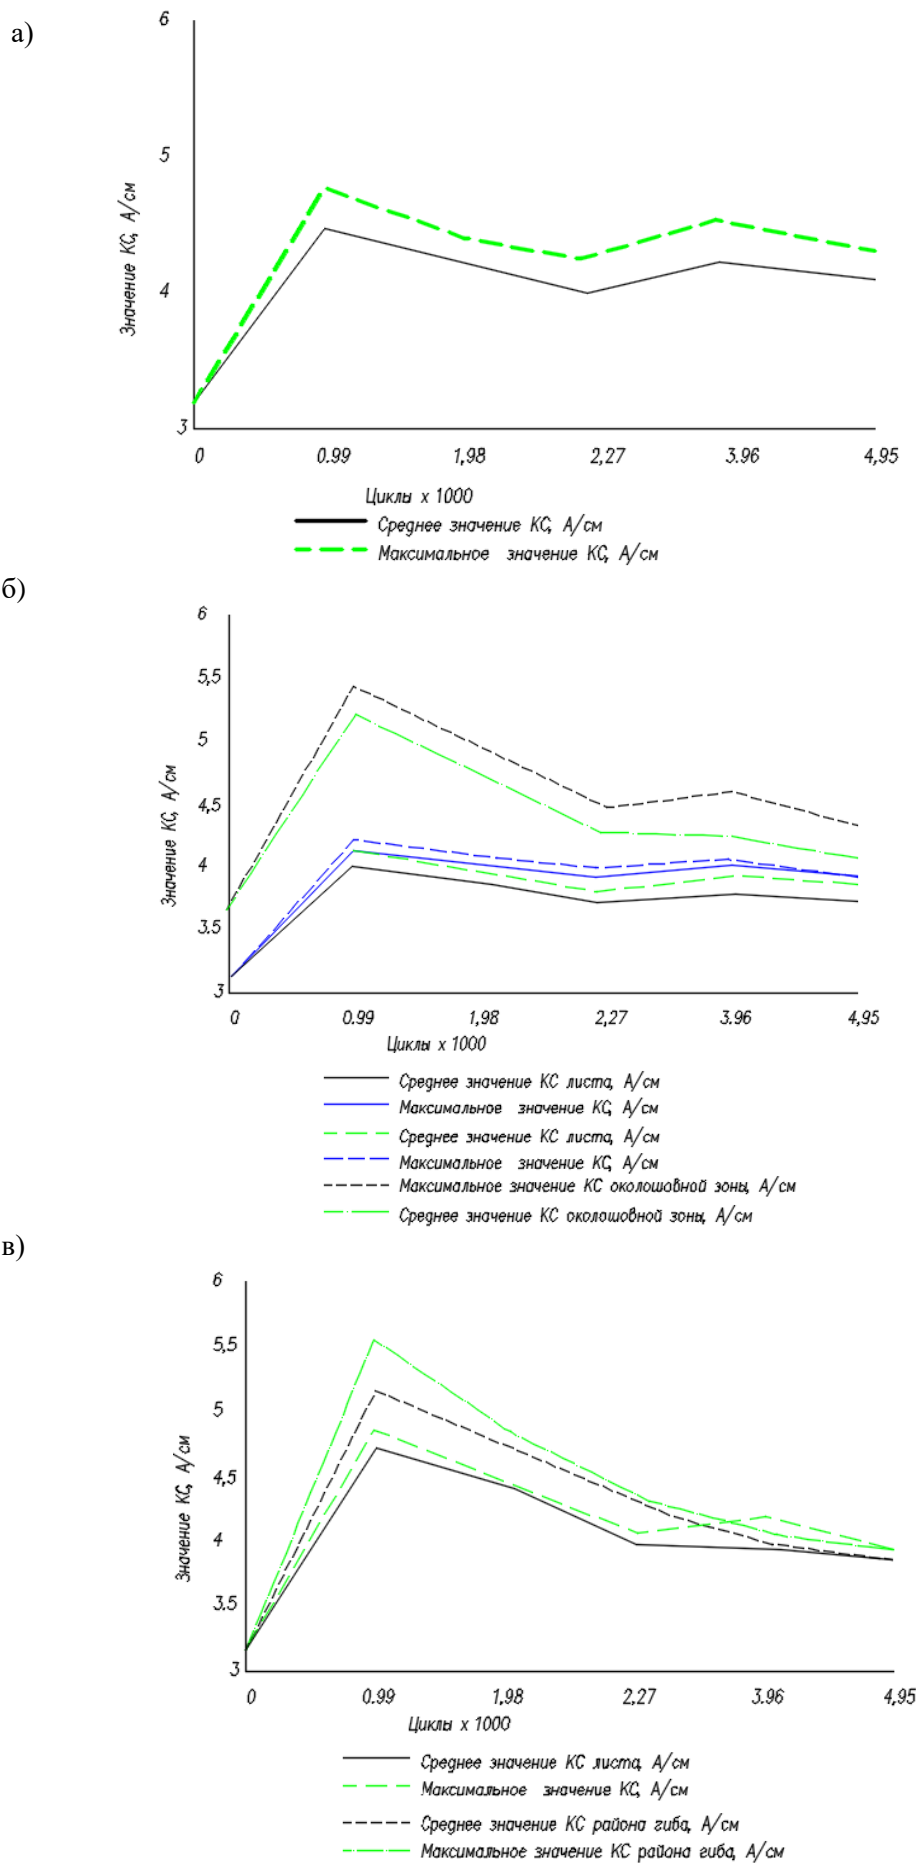 а)
6
5
4
3
Значение КС, А/см
0 0.99 1,98 2,27 3.96 4,95
Циклы х 1000
Среднее значение КС, А/см
Максимальное значение КС, А/см
б)
6
5,5
5
4,5
4
3,5
3
Значение КС, А/см
0 0.99 1,98 2,27 3.96 4,95
Циклы х 1000
Среднее значение КС листа, А/см
Максимальное значение КС, А/см
Среднее значение КС листа, А/см
Максимальное значение КС, А/см
Максимальное значение КС околошовной зоны, А/см
Среднее значение КС околошовной зоны, А/см
в)
6
5,5
5
4,5
4
3,5
3
Значение КС, А/см
0 0.99 1,98 2,27 3.96 4,95
Циклы х 1000
Среднее значение КС листа, А/см
Максимальное значение КС, А/см
Среднее значение КС района гиба, А/см
Максимальное значение КС района гиба, А/см